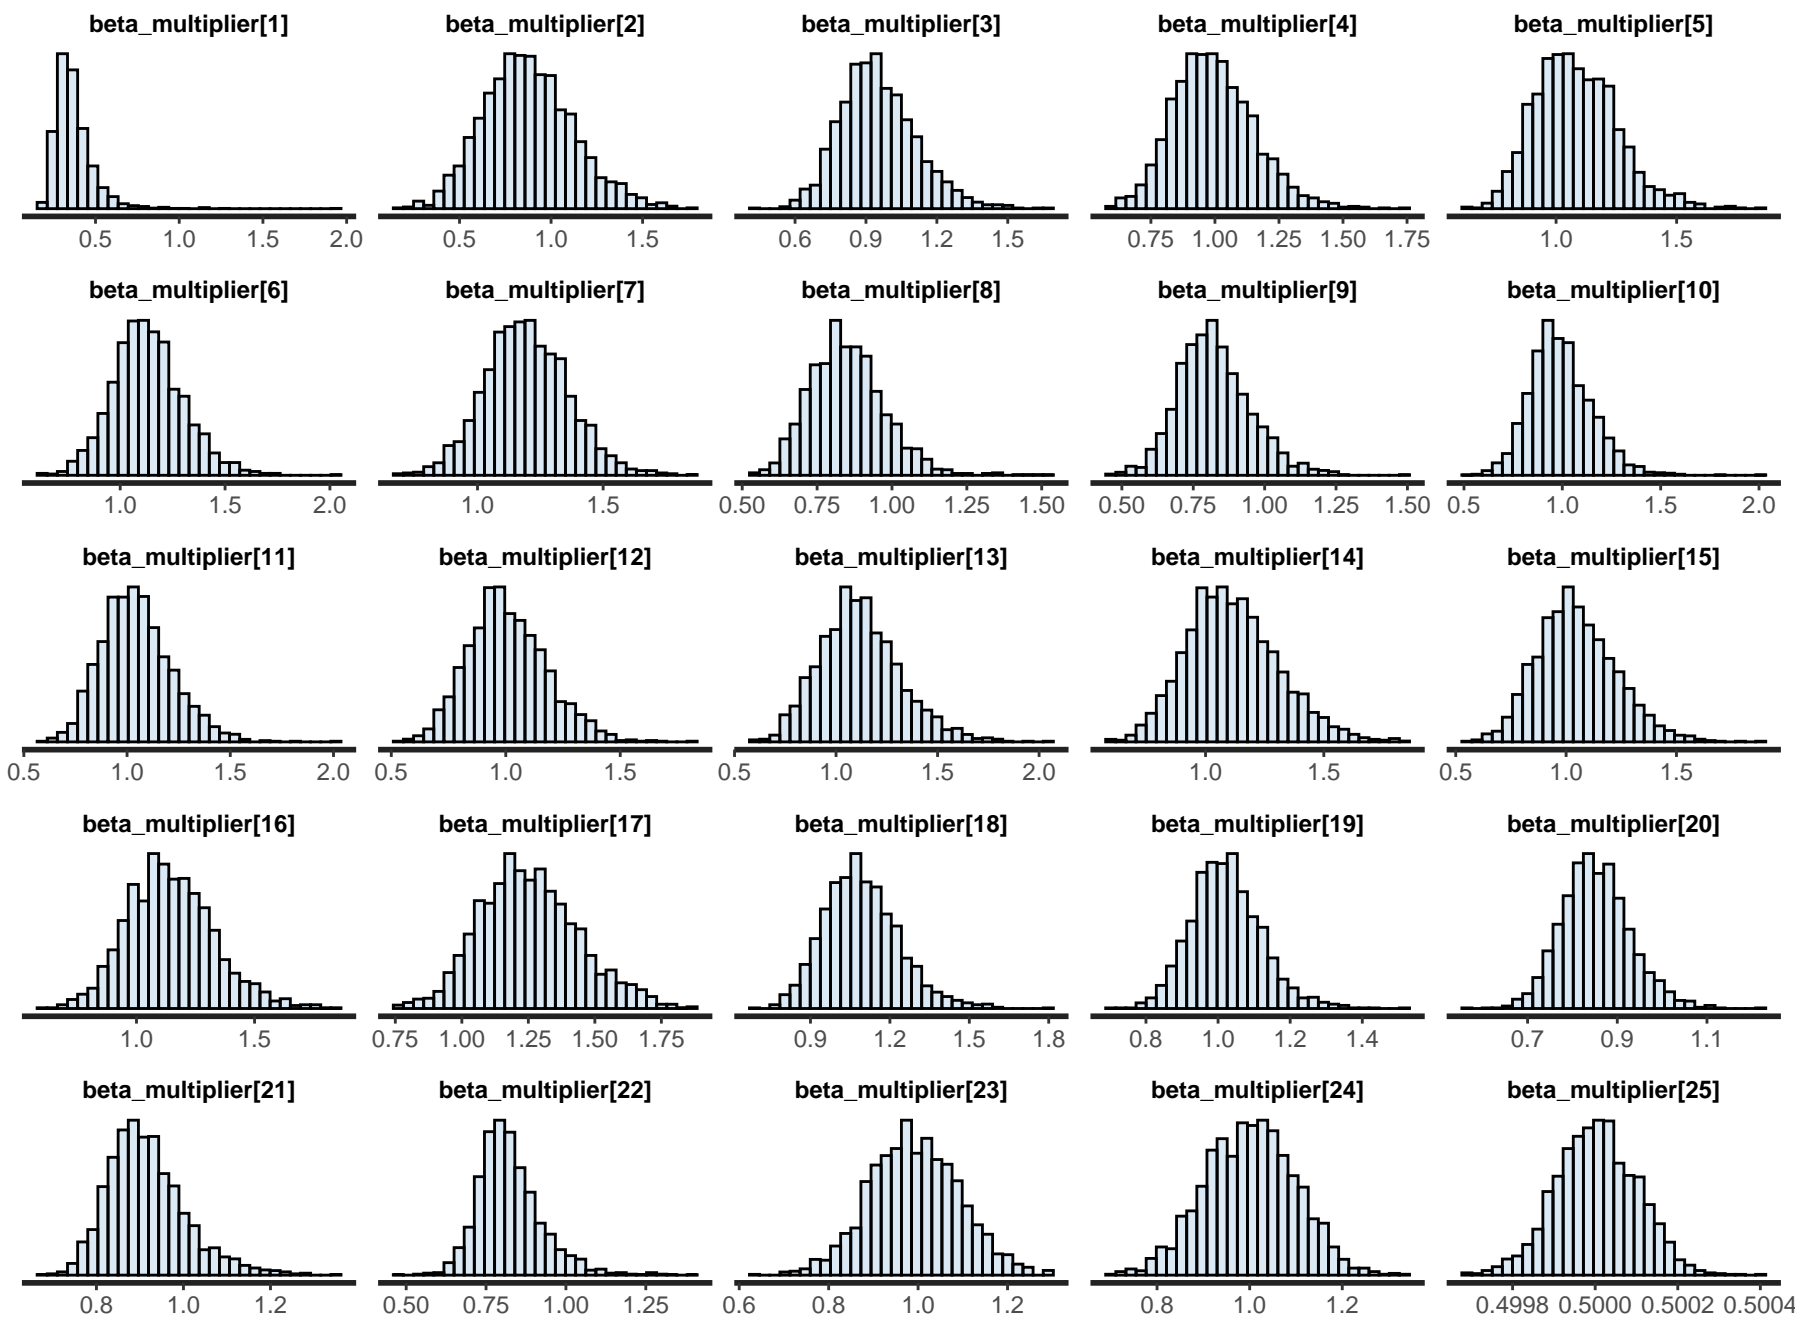 beta_multiplier[1] beta_multiplier[2] beta_multiplier[3] beta_multiplier[4] beta_multiplier[5]
0.5 1.0 1.5 2.0 0.5 1.0 1.5 0.6 0.9 1.2 1.5 0.75 1.00 1.25 1.50 1.75 1.0 1.5
beta_multiplier[6] beta_multiplier[7] beta_multiplier[8] beta_multiplier[9] beta_multiplier[10]
1.0 1.5 2.0 1.0 1.5 0.50 0.75 1.00 1.25 1.50 0.50 0.75 1.00 1.25 1.50 0.5 1.0 1.5 2.0
beta_multiplier[11] beta_multiplier[12] beta_multiplier[13] beta_multiplier[14] beta_multiplier[15]
0.5 1.0 1.5 2.0 0.5 1.0 1.5 0.5 1.0 1.5 2.0 1.0 1.5 0.5 1.0 1.5
beta_multiplier[16] beta_multiplier[17] beta_multiplier[18] beta_multiplier[19] beta_multiplier[20]
1.0 1.5 0.75 1.00 1.25 1.50 1.75 0.9 1.2 1.5 1.8 0.8 1.0 1.2 1.4 0.7 0.9 1.1
beta_multiplier[21] beta_multiplier[22] beta_multiplier[23] beta_multiplier[24] beta_multiplier[25]
0.8 1.0 1.2 0.50 0.75 1.00 1.25 0.6 0.8 1.0 1.2 0.8 1.0 1.2 0.4998 0.5000 0.5002 0.5004